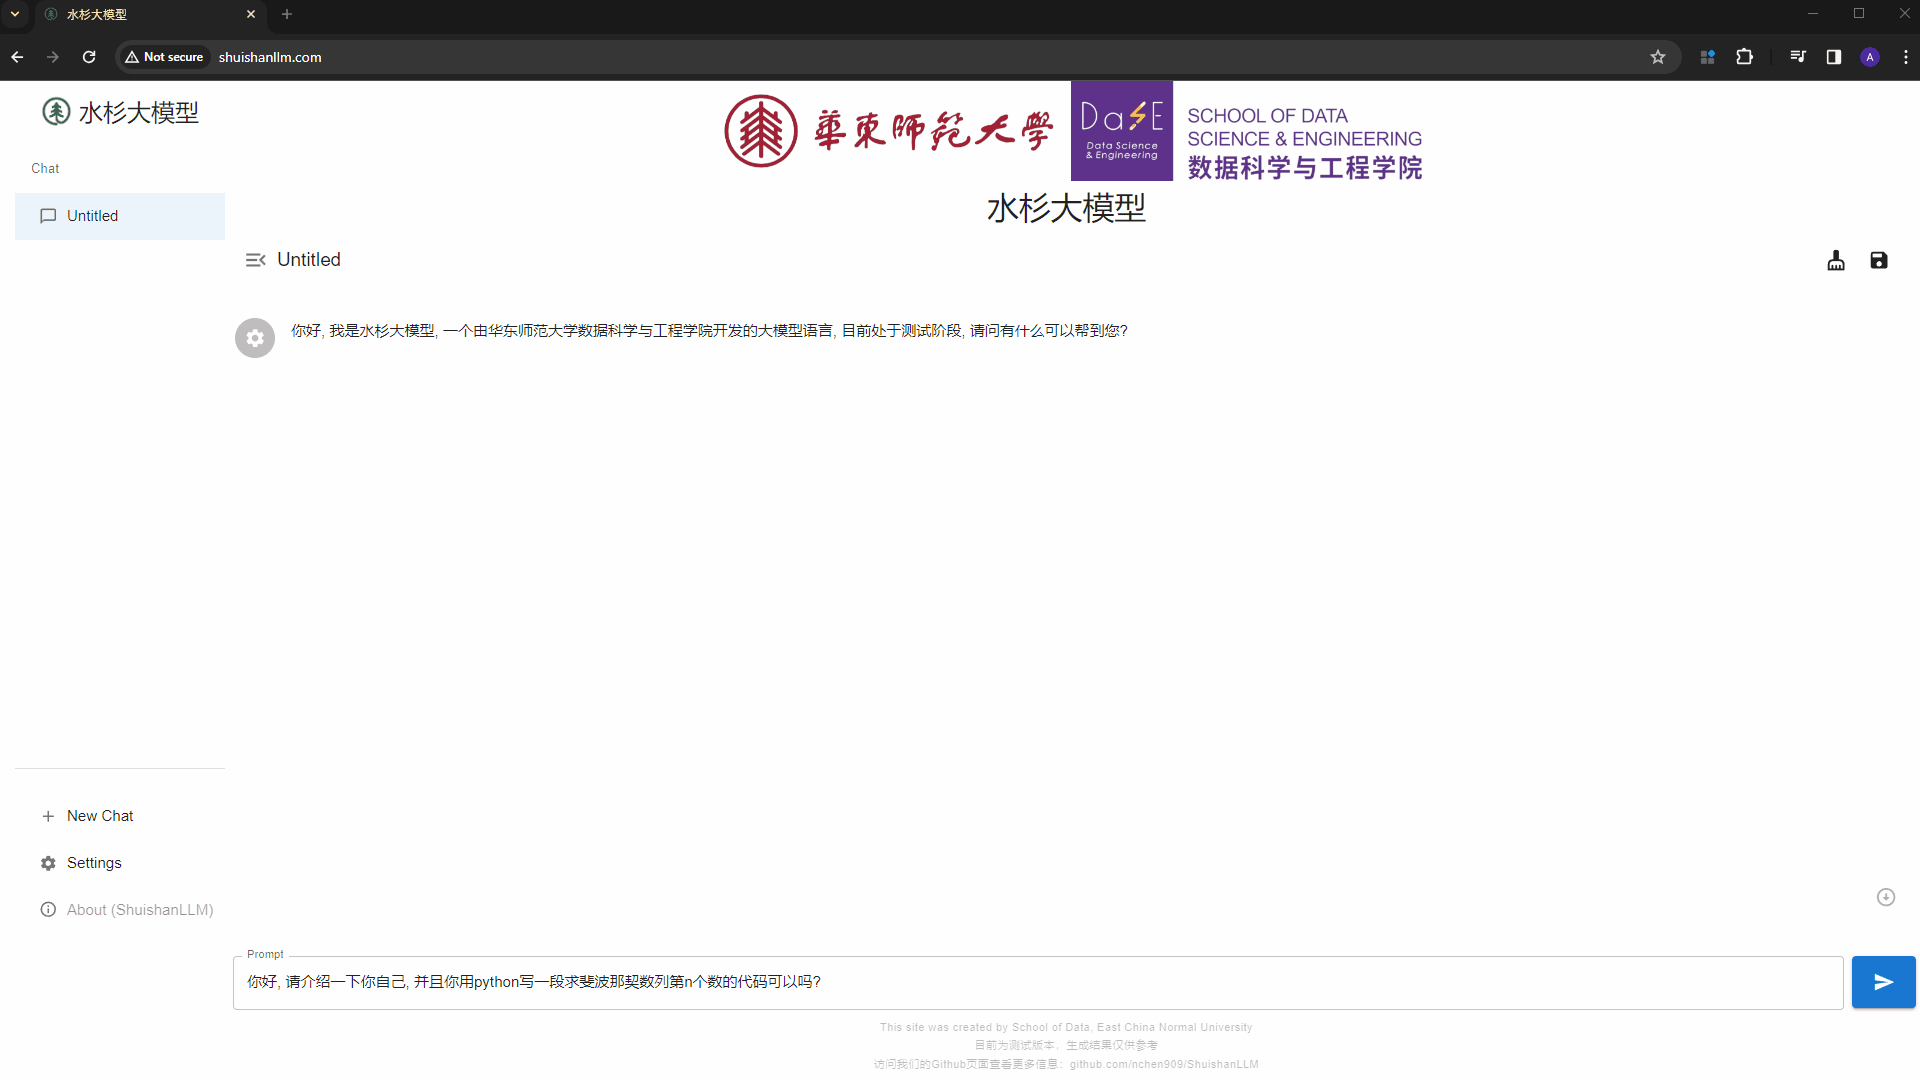 水杉大模型
Not secure
shuishanllm.com
A
水杉大模型
華東師范大學
DaSE
Data Science
& Engineering
SCHOOL OF DATA
SCIENCE & ENGINEERING
数据科学与工程学院
水杉大模型
Chat
Untitled
Untitled
你好, 我是水杉大模型, 一个由华东师范大学数据科学与工程学院开发的大模型语言, 目前处于测试阶段, 请问有什么可以帮到您?
New Chat
Settings
About (ShuishanLLM)
Prompt
你好, 请介绍一下你自己, 并且你用python写一段求斐波那契数列第n个数的代码可以吗?
This site was created by School of Data, East China Normal University
目前为测试版本，生成结果仅供参考
访问我们的Github页面查看更多信息：github.com/nchen909/ShuishanLLM